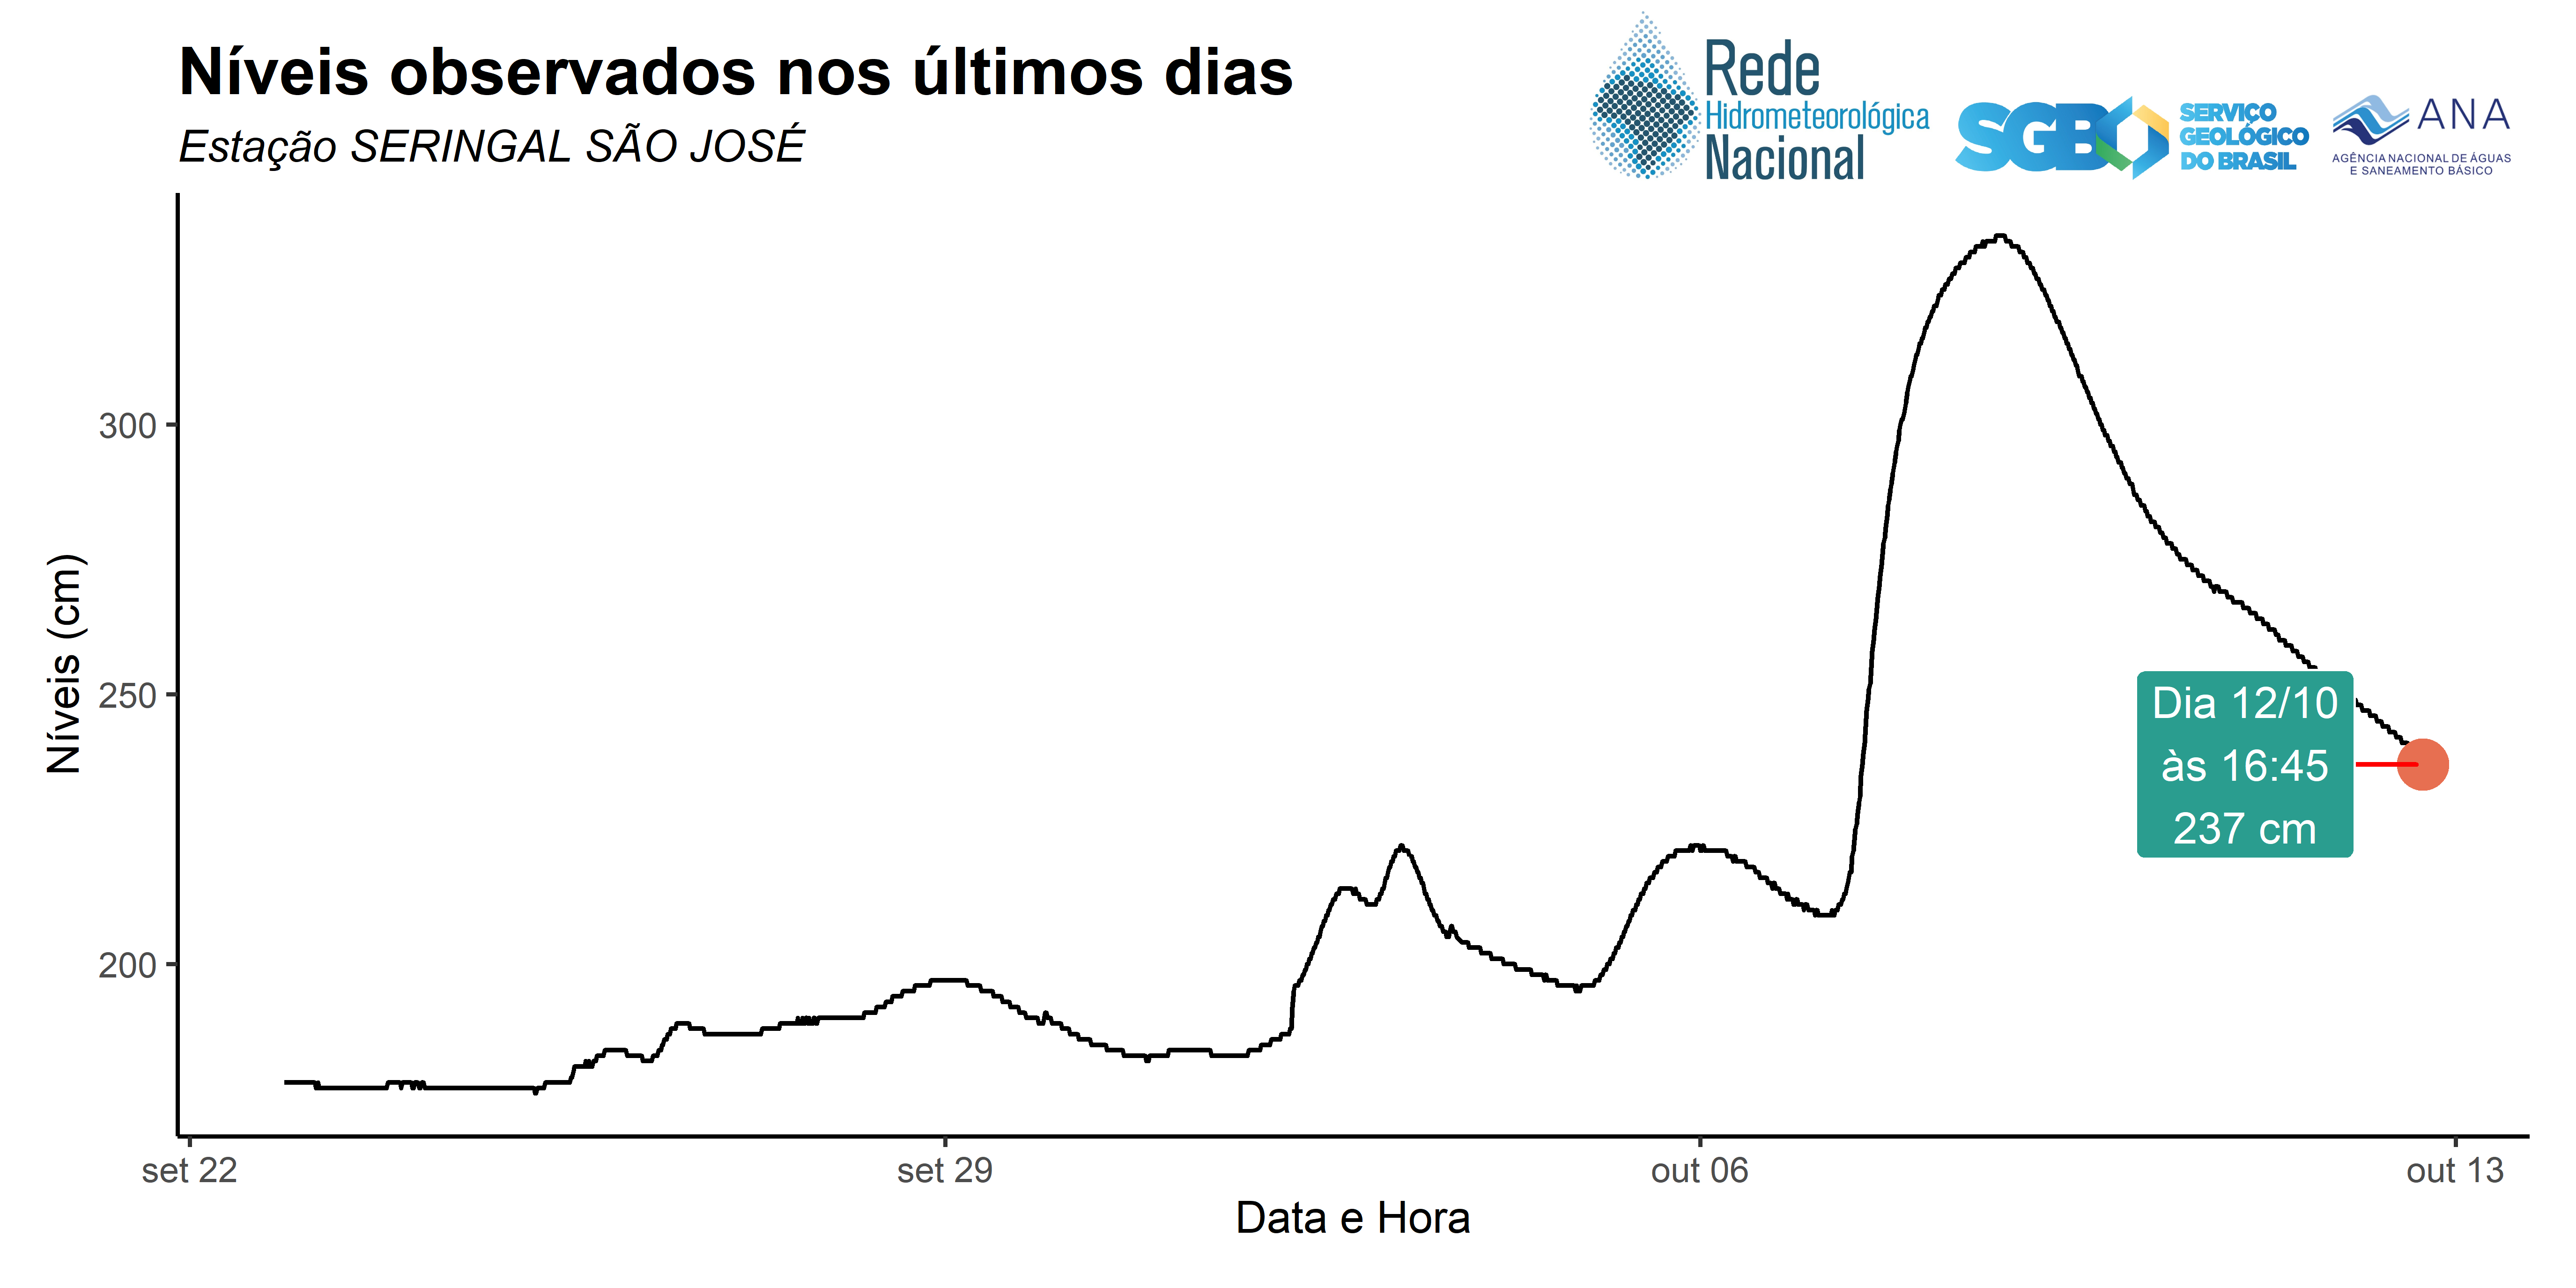 Níveis observados nos últimos dias
Estação SERINGAL SÃO JOSÉ
Rede
Hidrometeorológica
Nacional
SGB
SERVIÇO
GEOLÓGICO
DO BRASIL
ANA
AGÊNCIA NACIONAL DE ÁGUAS
E SANEAMENTO BÁSICO
Níveis (cm)
300
250
200
Dia 12/10
às 16:45
237 cm
set 22
set 29
out 06
out 13
Data e Hora